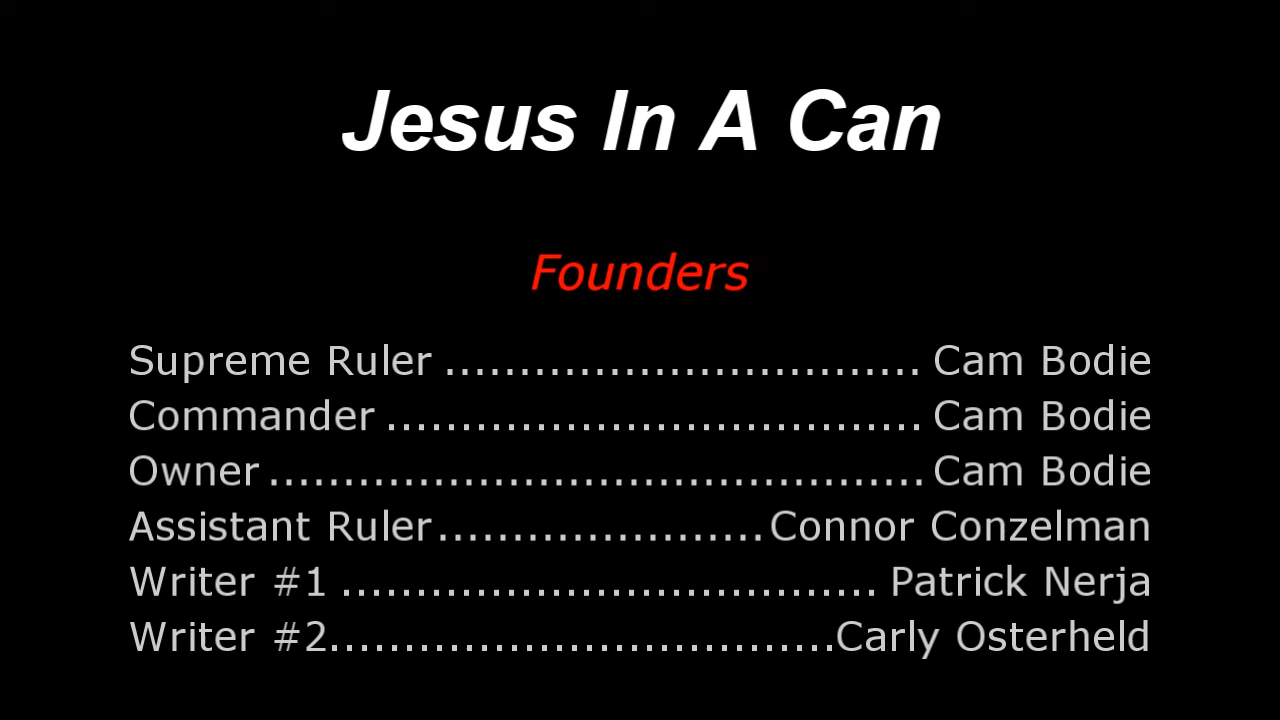 Jesus In A Can
Founders
Supreme Ruler ................................ Cam Bodie
Commander .................................... Cam Bodie
Owner ............................................ Cam Bodie
Assistant Ruler...................... Connor Conzelman
Writer #1 .................................... Patrick Nerja
Writer #2..................................Carly Osterheld